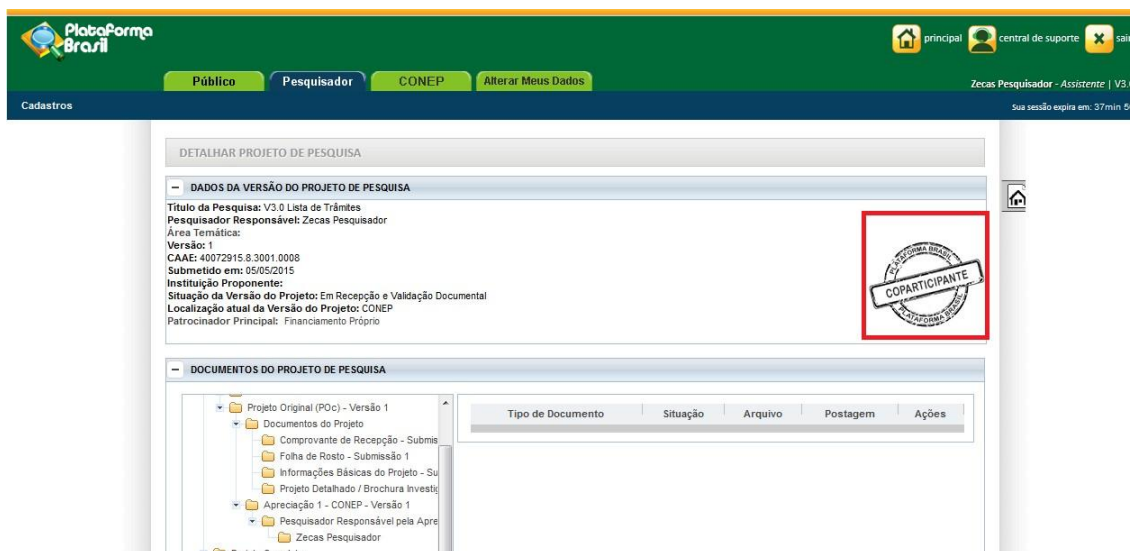 Plataforma
Brasil
principal
central de suporte
sair
Público
Pesquisador
CONEP
Alterar Meus Dados
Zecas Pesquisador - Assistente | V3.
Cadastros
Sua sessão expira em: 37min
DETALHAR PROJETO DE PESQUISA
– DADOS DA VERSÃO DO PROJETO DE PESQUISA
Título da Pesquisa: V3.0 Lista de Trâmites
Pesquisador Responsável: Zecas Pesquisador
Área Temática:
Versão: 1
CAAE: 40072915.8.3001.0008
Submetido em: 05/05/2015
Instituição Proponente:
Situação da Versão do Projeto: Em Recepção e Validação Documental
Localização atual da Versão do Projeto: CONEP
Patrocinador Principal: Financiamento Próprio
PLATAFORMA BRASIL
COPARTICIPANTE
PLATAFORMA BRASIL
– DOCUMENTOS DO PROJETO DE PESQUISA
Projeto Original (POc) - Versão 1
Documentos do Projeto
Comprovante de Recepção - Submis
Folha de Rosto - Submissão 1
Informações Básicas do Projeto - Su
Projeto Detalhado / Brochura Investig
Apreciação 1 - CONEP - Versão 1
Pesquisador Responsável pela Apre
Zecas Pesquisador
Tipo de Documento
Situação
Arquivo
Postagem
Ações